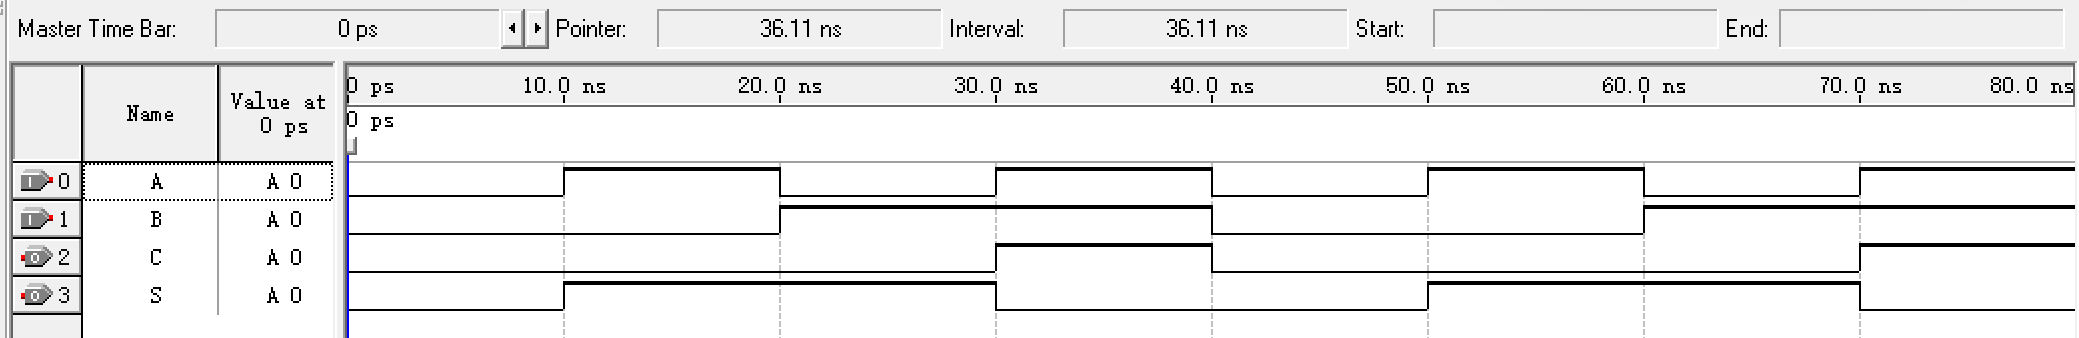 Master Time Bar: 0 ps Pointer: 36.11 ns Interval: 36.11 ns Start: End:
Name Value at 0 ps
0 ps 10.0 ns 20.0 ns 30.0 ns 40.0 ns 50.0 ns 60.0 ns 70.0 ns 80.0 ns
0 ps
0 A A 0
1 B A 0
2 C A 0
3 S A 0